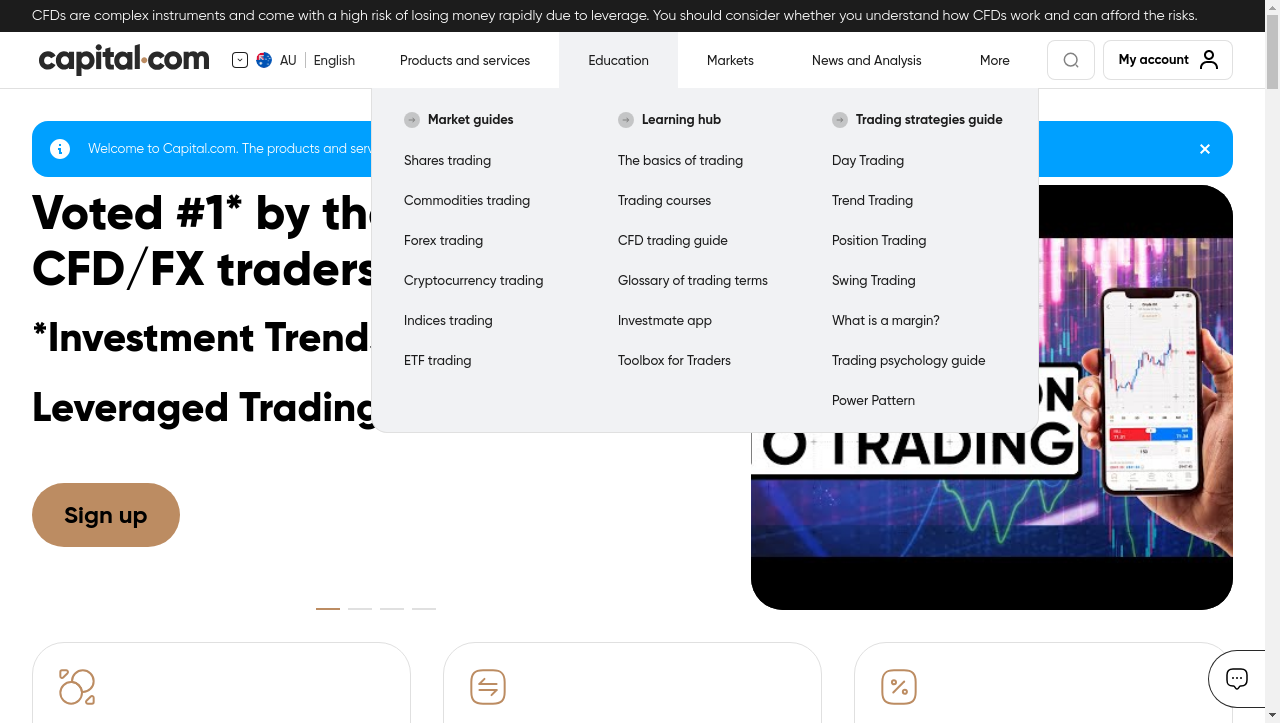 CFDs are complex instruments and come with a high risk of losing money rapidly due to leverage. You should consider whether you understand how CFDs work and can afford the risks.
capital.com
AU
English
Products and services
Education
Markets
News and Analysis
More
My account
Market guides
Shares trading
Commodities trading
Forex trading
Cryptocurrency trading
Indices trading
ETF trading
Learning hub
The basics of trading
Trading courses
CFD trading guide
Glossary of trading terms
Investmate app
Toolbox for Traders
Trading strategies guide
Day Trading
Trend Trading
Position Trading
Swing Trading
What is a margin?
Trading psychology guide
Power Pattern
Welcome to Capital.com. The products and
Voted #1* by
CFD/FX traders
*Investment
Leveraged Trading
Sign up
O TRADING